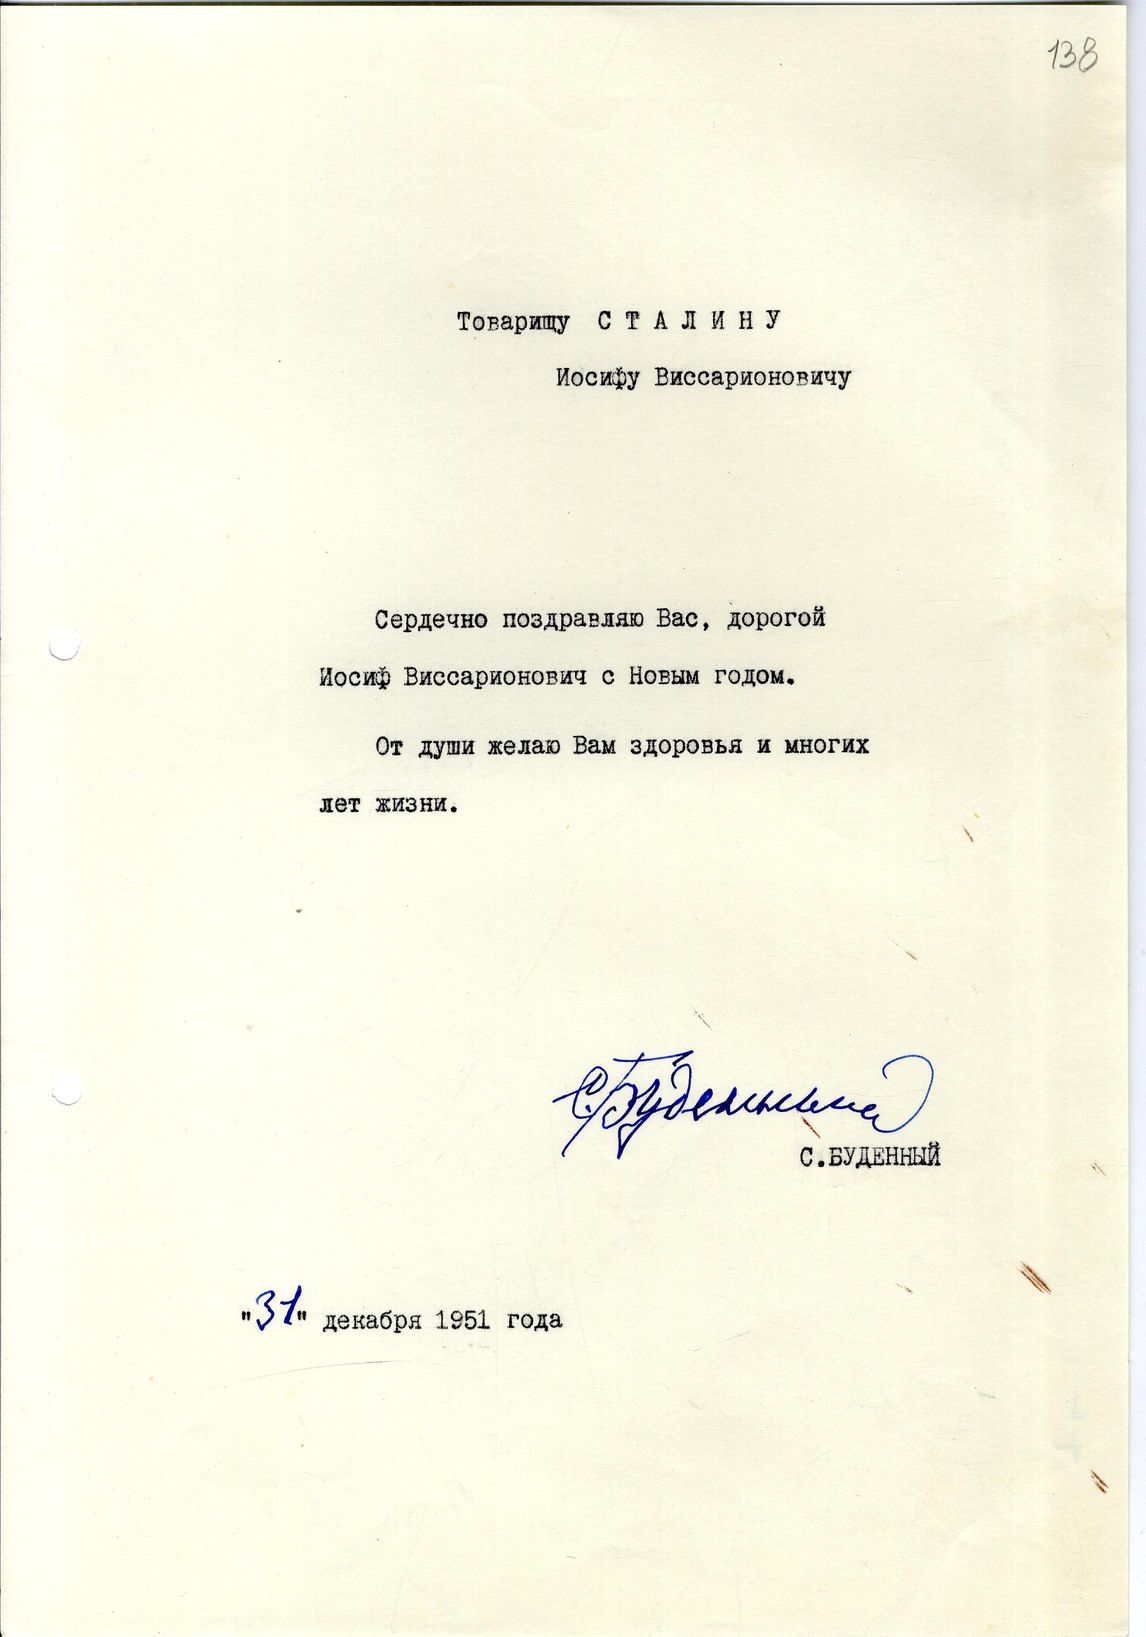 138
Товарищу С Т А Л И Н У
Иосифу Виссарионовичу
Сердечно поздравляю Вас, дорогой
Иосиф Виссарионович с Новым годом.
От души желаю Вам здоровья и многих
лет жизни.
С.Буденный
С.БУДЕННЫЙ
"31" декабря 1951 года